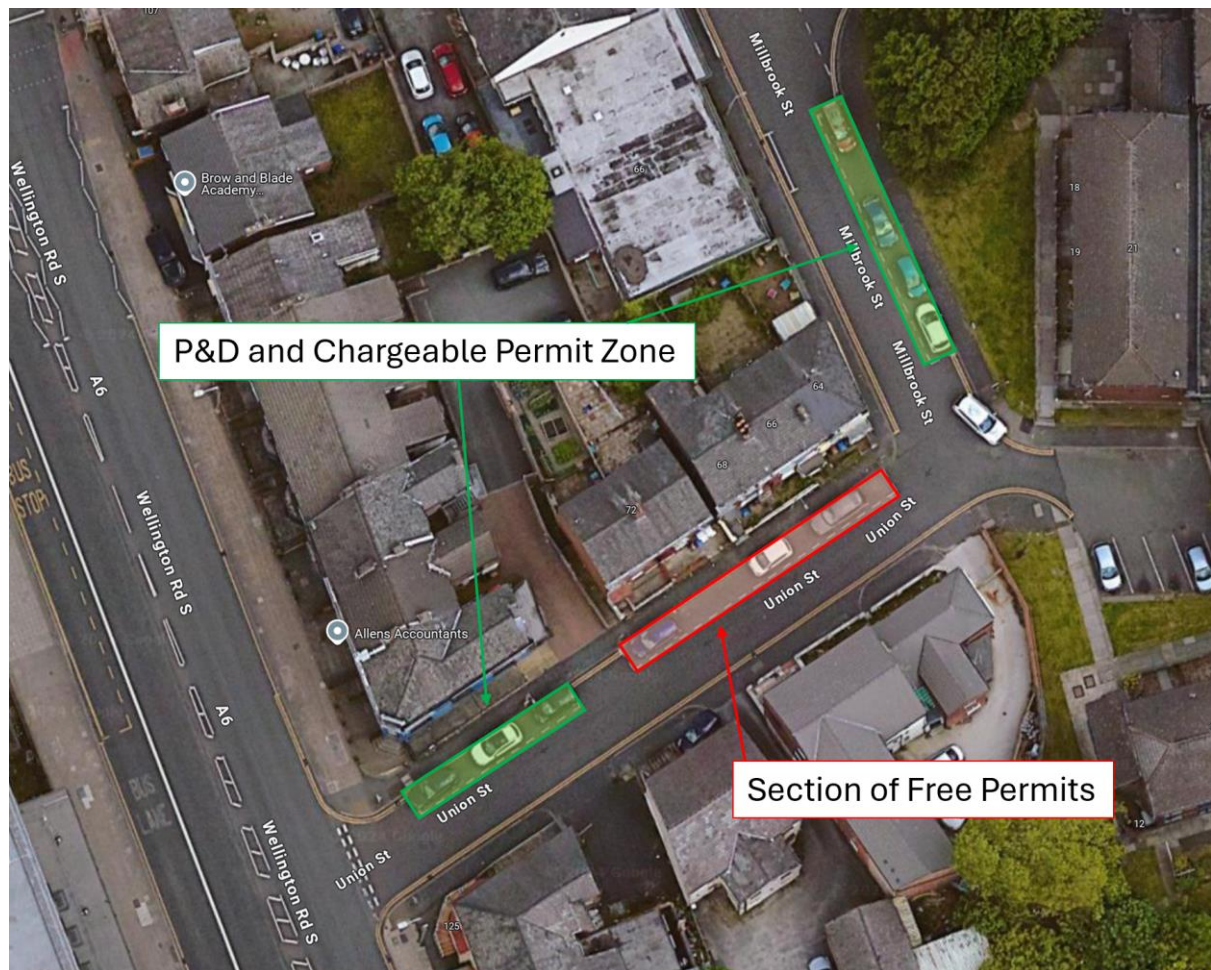 107
Millbrook St
Wellington Rd S
Brow and Blade
Academy...
66
18
19
21
Millbrook St
P&D and Chargeable Permit Zone
A6
Millbrook St
64
66
68
BUS
STOP
72
Wellington Rd S
Union St
Union St
Allens Accountants
A6
Union St
Section of Free Permits
BUS
LANE
12
Wellington Rd S
Union St
125